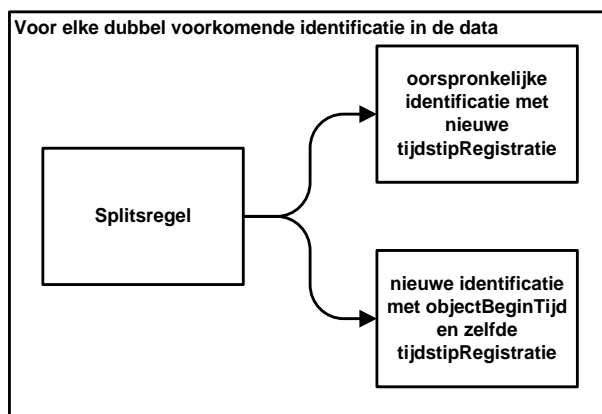 Voor elke dubbel voorkomende identificatie in de data
oorspronkelijke
identificatie met
nieuwe
tijdstipRegistratie
Splitsregel
nieuwe identificatie
met objectBeginTijd
en zelfde
tijdstipRegistratie